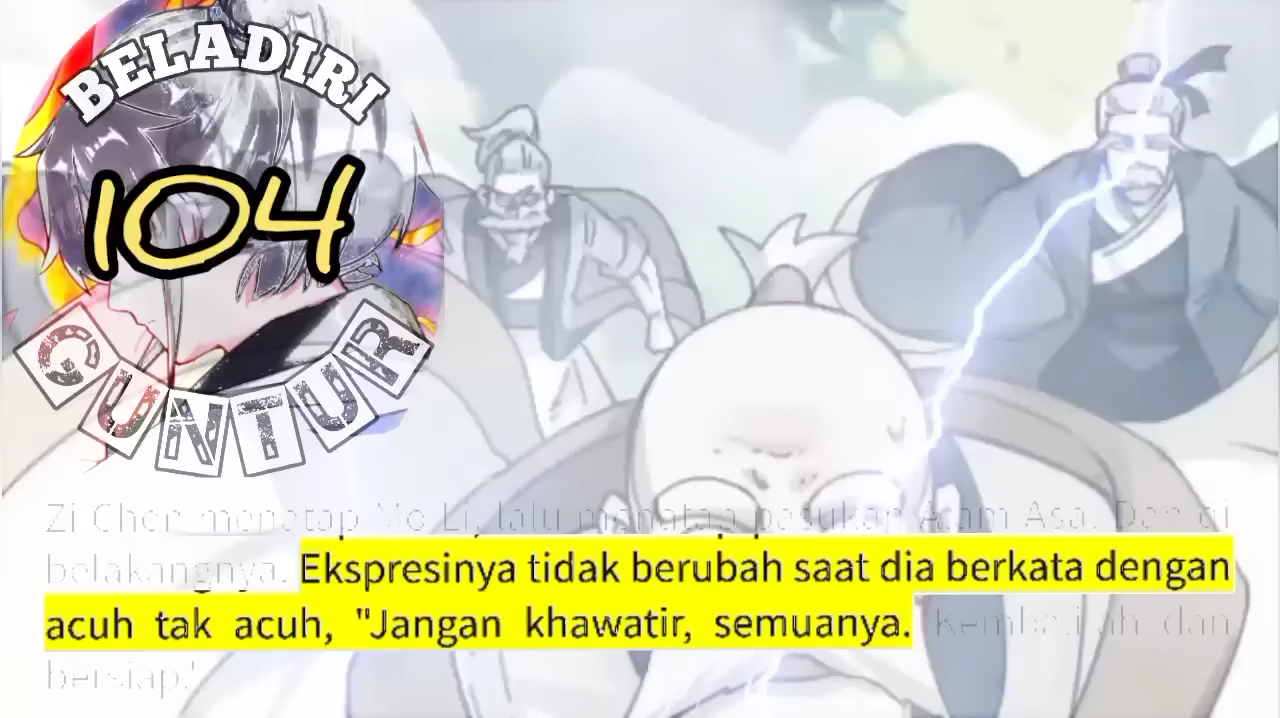 BELADIRI
104
GUNTUR
Zi Chen menatap Mo Li, lalu menatap pasukan Alam Asal Dao di
belakangnya. Ekspresinya tidak berubah saat dia berkata dengan
acuh tak acuh, "Jangan khawatir, semuanya. Kembalilah dan
bersiap."